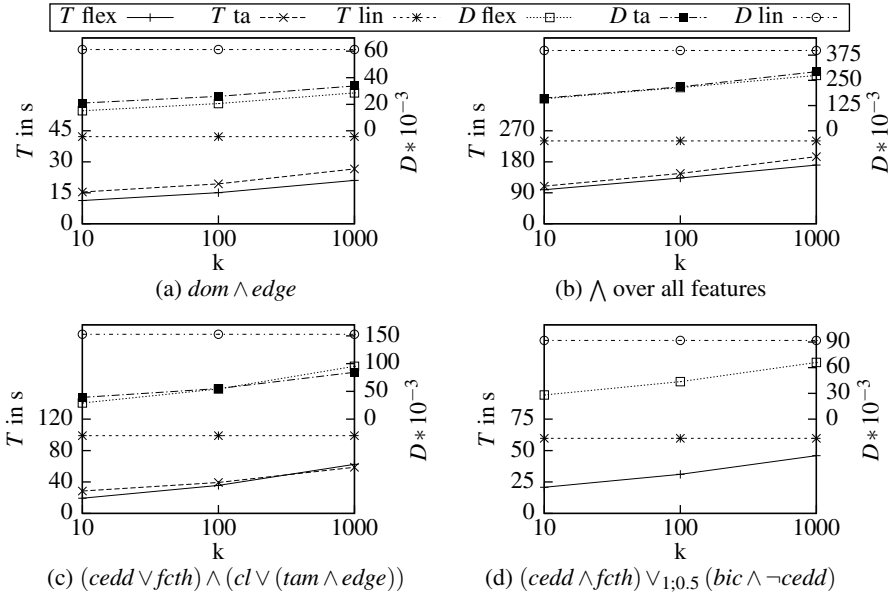 T flex T ta T lin D flex D ta D lin
T in s
45
30
15
0
60
40
20
0
D ∗ 10⁻³
10 100 1000
k
(a) dom ∧ edge
T in s
270
180
90
0
375
250
125
0
D ∗ 10⁻³
10 100 1000
k
(b) ⋀ over all features
T in s
120
80
40
0
150
100
50
0
D ∗ 10⁻³
10 100 1000
k
(c) (cedd ∨ fcth) ∧ (cl ∨ (tam ∧ edge))
T in s
75
50
25
0
90
60
30
0
D ∗ 10⁻³
10 100 1000
k
(d) (cedd ∧ fcth) ∨₁;₀.₅ (bic ∧ ¬cedd)